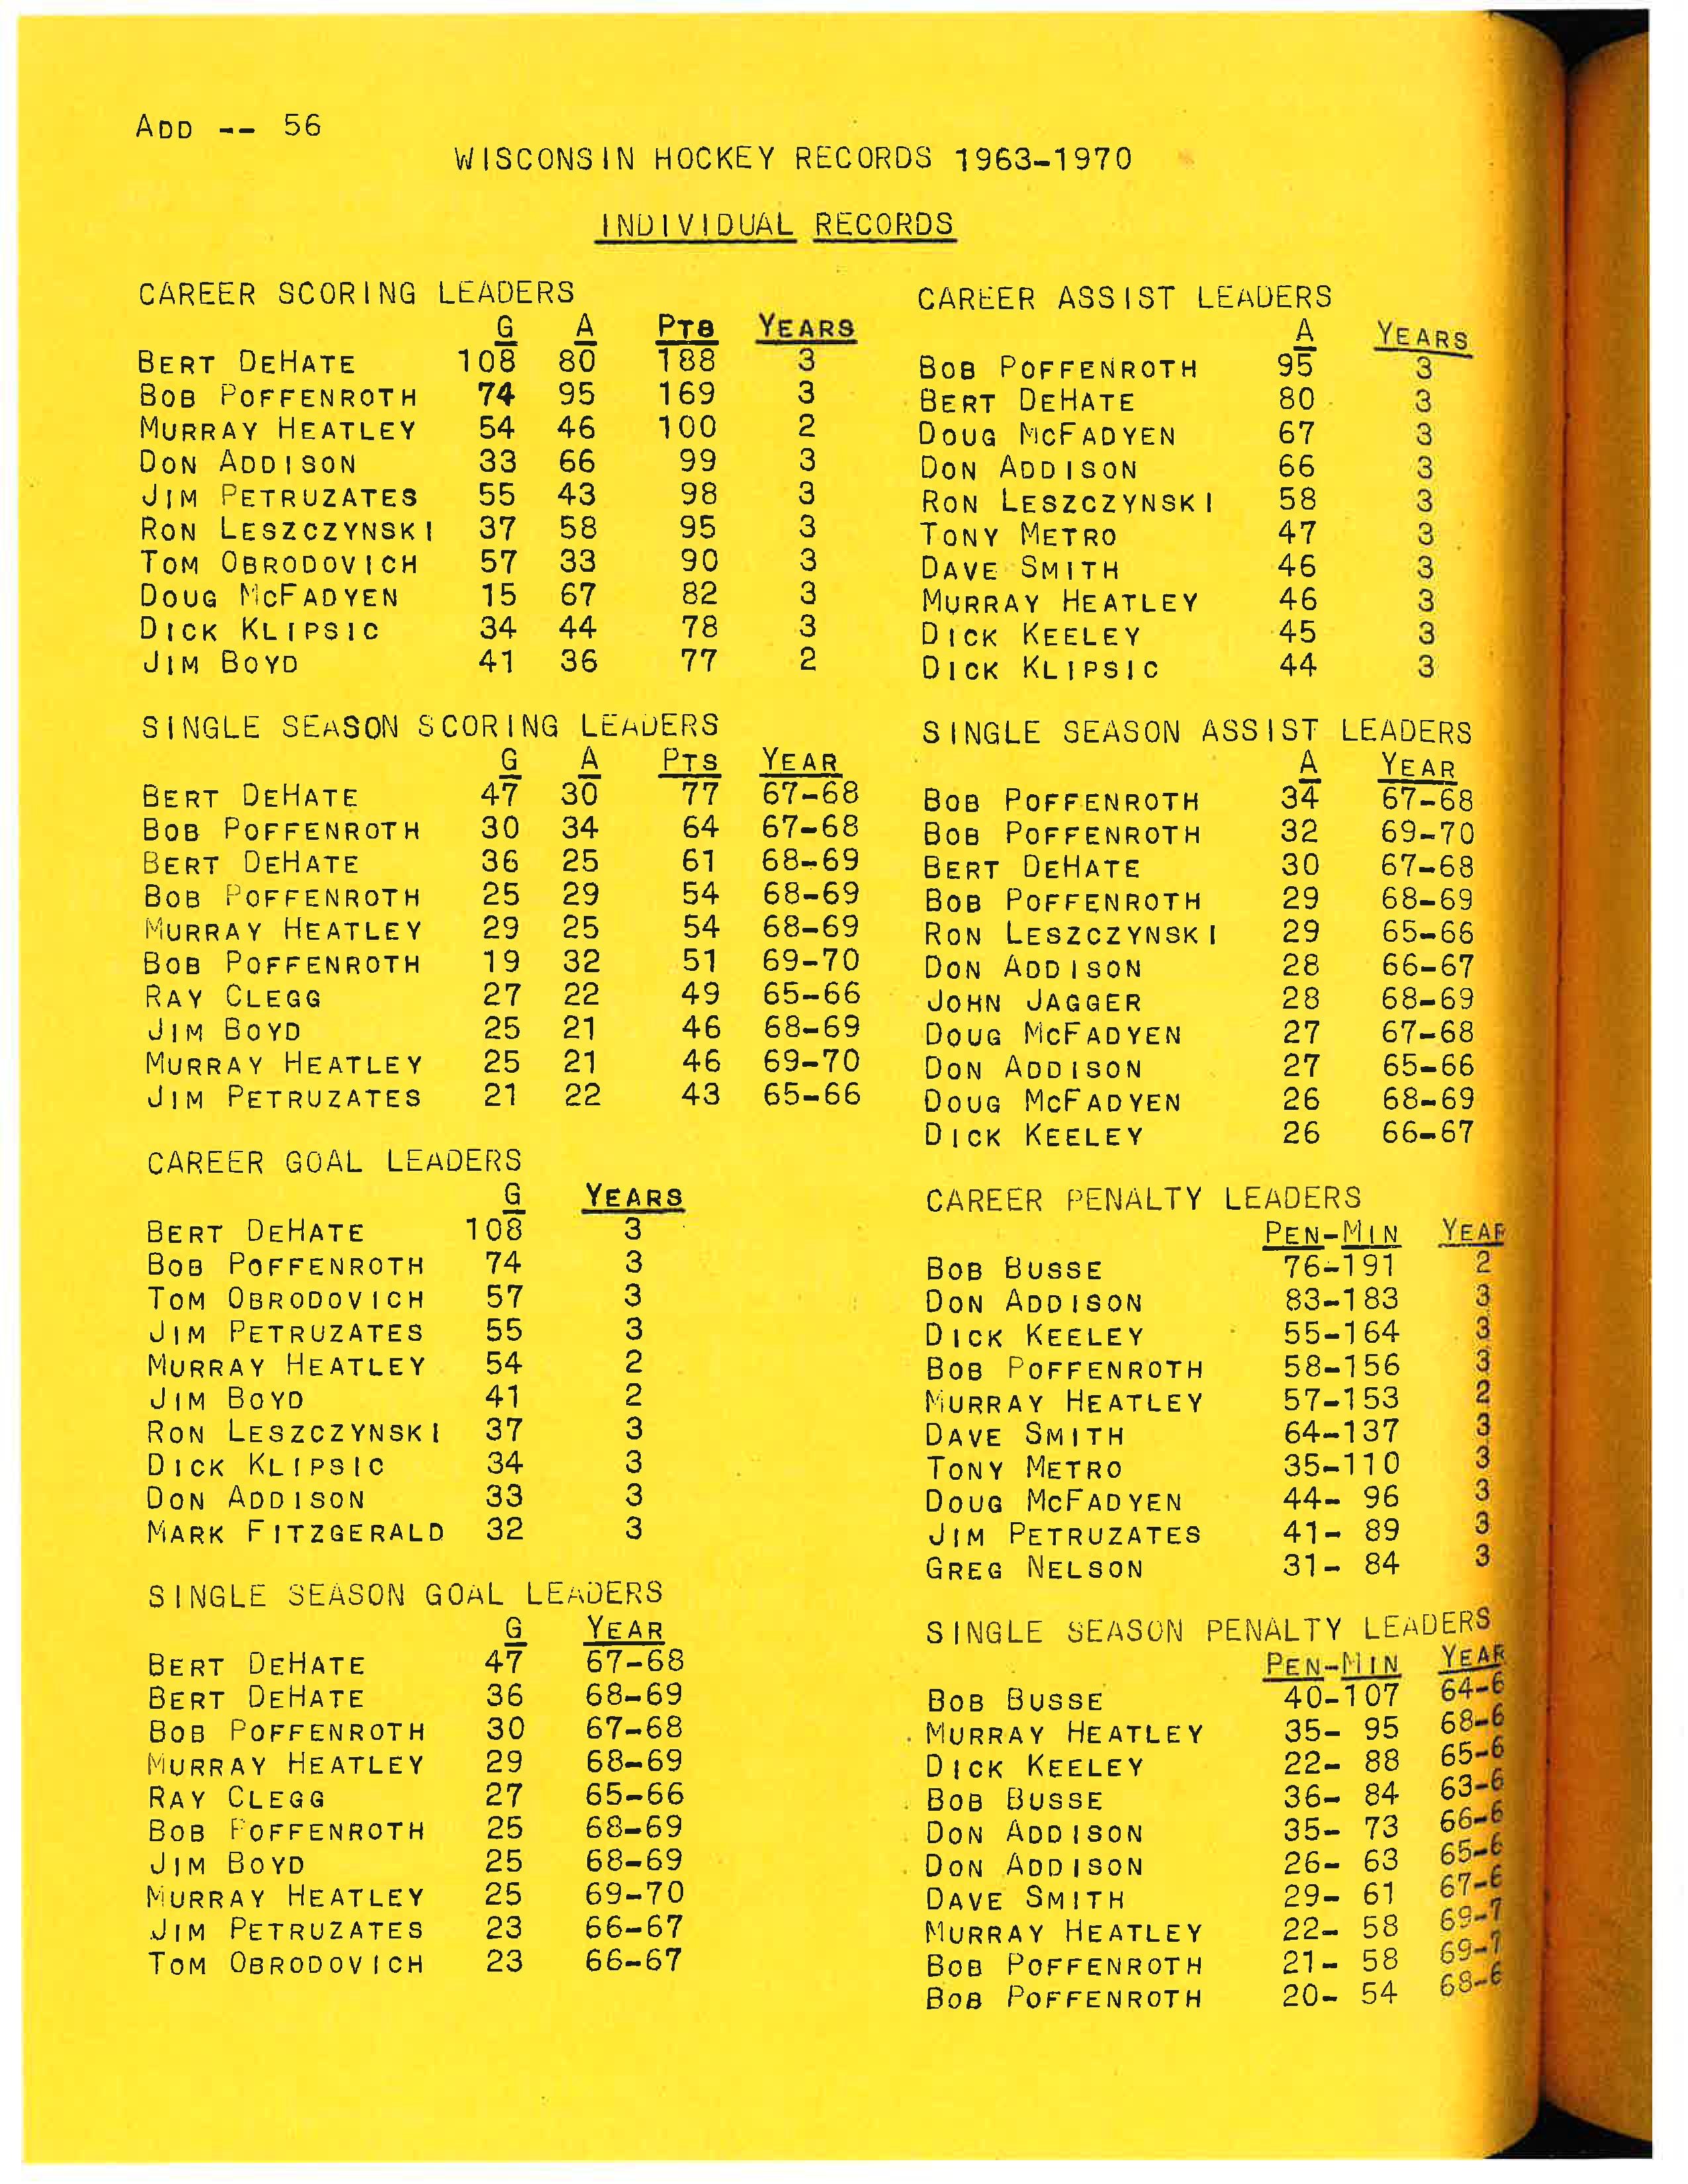 ADD -- 56
WISCONSIN HOCKEY RECORDS 1963-1970
INDIVIDUAL RECORDS
CAREER SCORING LEADERS
G A PTS YEARS
BERT DEHATE 108 80 188 3
BOB POFFENROTH 74 95 169 3
MURRAY HEATLEY 54 46 100 2
DON ADDISON 33 66 99 3
JIM PETRUZATES 55 43 98 3
RON LESZCZYNSKI 37 58 95 3
TOM OBRODOVICH 57 33 90 3
DOUG MCFADYEN 15 67 82 3
DICK KLIPSIC 34 44 78 3
JIM BOYD 41 36 77 2
SINGLE SEASON SCORING LEADERS
G A PTS YEAR
BERT DEHATE 47 30 77 67-68
BOB POFFENROTH 30 34 64 67-68
BERT DEHATE 36 25 61 68-69
BOB POFFENROTH 25 29 54 68-69
MURRAY HEATLEY 29 25 54 68-69
BOB POFFENROTH 19 32 51 69-70
RAY CLEGG 27 22 49 65-66
JIM BOYD 25 21 46 68-69
MURRAY HEATLEY 25 21 46 69-70
JIM PETRUZATES 21 22 43 65-66
CAREER GOAL LEADERS
G YEARS
BERT DEHATE 108 3
BOB POFFENROTH 74 3
TOM OBRODOVICH 57 3
JIM PETRUZATES 55 3
MURRAY HEATLEY 54 2
JIM BOYD 41 2
RON LESZCZYNSKI 37 3
DICK KLIPSIC 34 3
DON ADDISON 33 3
MARK FITZGERALD 32 3
SINGLE SEASON GOAL LEADERS
G YEAR
BERT DEHATE 47 67-68
BERT DEHATE 36 68-69
BOB POFFENROTH 30 67-68
MURRAY HEATLEY 29 68-69
RAY CLEGG 27 65-66
BOB POFFENROTH 25 68-69
JIM BOYD 25 68-69
MURRAY HEATLEY 25 69-70
JIM PETRUZATES 23 66-67
TOM OBRODOVICH 23 66-67
CAREER ASSIST LEADERS
A YEARS
BOB POFFENROTH 95 3
BERT DEHATE 80 3
DOUG MCFADYEN 67 3
DON ADDISON 66 3
RON LESZCZYNSKI 58 3
TONY METRO 47 3
DAVE SMITH 46 3
MURRAY HEATLEY 46 3
DICK KEELEY 45 3
DICK KLIPSIC 44 3
SINGLE SEASON ASSIST LEADERS
A YEAR
BOB POFFENROTH 34 67-68
BOB POFFENROTH 32 69-70
BERT DEHATE 30 67-68
BOB POFFENROTH 29 68-69
RON LESZCZYNSKI 29 65-66
DON ADDISON 28 66-67
JOHN JAGGER 28 68-69
DOUG MCFADYEN 27 67-68
DON ADDISON 27 65-66
DOUG MCFADYEN 26 68-69
DICK KEELEY 26 66-67
CAREER PENALTY LEADERS
PEN-MIN YEAR
BOB BUSSE 76-191 2
DON ADDISON 83-183 3
DICK KEELEY 55-164 3
BOB POFFENROTH 58-156 3
MURRAY HEATLEY 57-153 2
DAVE SMITH 64-137 3
TONY METRO 35-110 3
DOUG MCFADYEN 44- 96 3
JIM PETRUZATES 41- 89 3
GREG NELSON 31- 84 3
SINGLE SEASON PENALTY LEADERS
PEN-MIN YEAR
BOB BUSSE 40-107 64-6
MURRAY HEATLEY 35- 95 68-6
DICK KEELEY 22- 88 65-6
BOB BUSSE 36- 84 63-6
DON ADDISON 35- 73 66-6
DON ADDISON 26- 63 65-6
DAVE SMITH 29- 61 67-6
MURRAY HEATLEY 22- 58 69-7
BOB POFFENROTH 21- 58 69-7
BOB POFFENROTH 20- 54 68-6